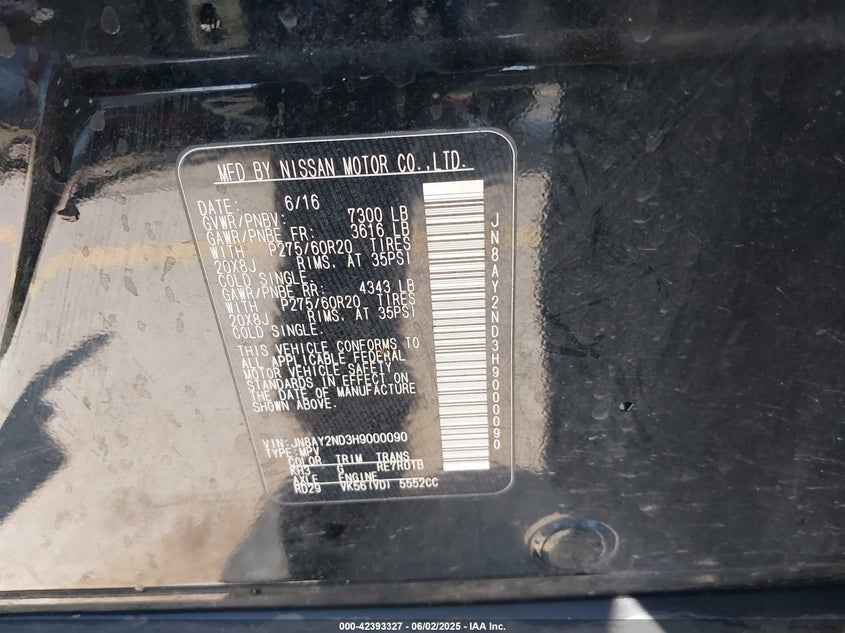 MFD BY NISSAN MOTOR CO.,LTD.
DATE: 6/16
GVWR/PNBV: 7300 LB
GAWR/PNBE FR: 3616 LB
WITH P275/60R20 TIRES
20X8J RIMS, AT 35PSI
COLD SINGLE.
GAWR/PNBE RR: 4343 LB
WITH P275/60R20 TIRES
20X8J RIMS, AT 35PSI
COLD SINGLE.
THIS VEHICLE CONFORMS TO
ALL APPLICABLE FEDERAL
MOTOR VEHICLE SAFETY
STANDARDS IN EFFECT ON
THE DATE OF MANUFACTURE
SHOWN ABOVE.
VIN:JN8AY2ND3H9000090
TYPE:MPV
COLOR TRIM TRANS
KH3 G RE7R01B
AXLE ENGINE
RD29 VK56(VD) 5552CC
JN8AY2ND3H9000090
000-42393327 - 06/02/2025 - IAA Inc.